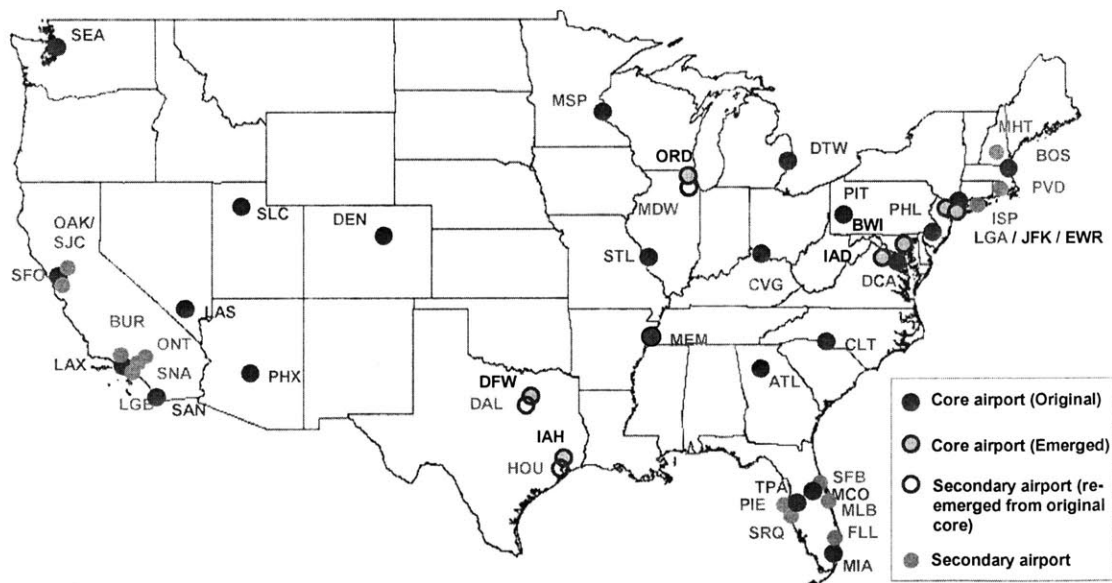 SEA
MSP
MHT
DTW
BOS
ORD
PVD
MDW
PIT
PHL
ISP
SLC
DEN
BWI
LGA / JFK / EWR
OAK/
SJC
STL
IAD
SFO
CVG
DCA
LAS
BUR
MEM
CLT
ONT
LAX
SNA
PHX
ATL
LGB
SAN
DFW
DAL
IAH
HOU
SFB
TPA
MCO
PIE
MLB
SRQ
FLL
MIA
Core airport (Original)
Core airport (Emerged)
Secondary airport (re-
emerged from original
core)
Secondary airport